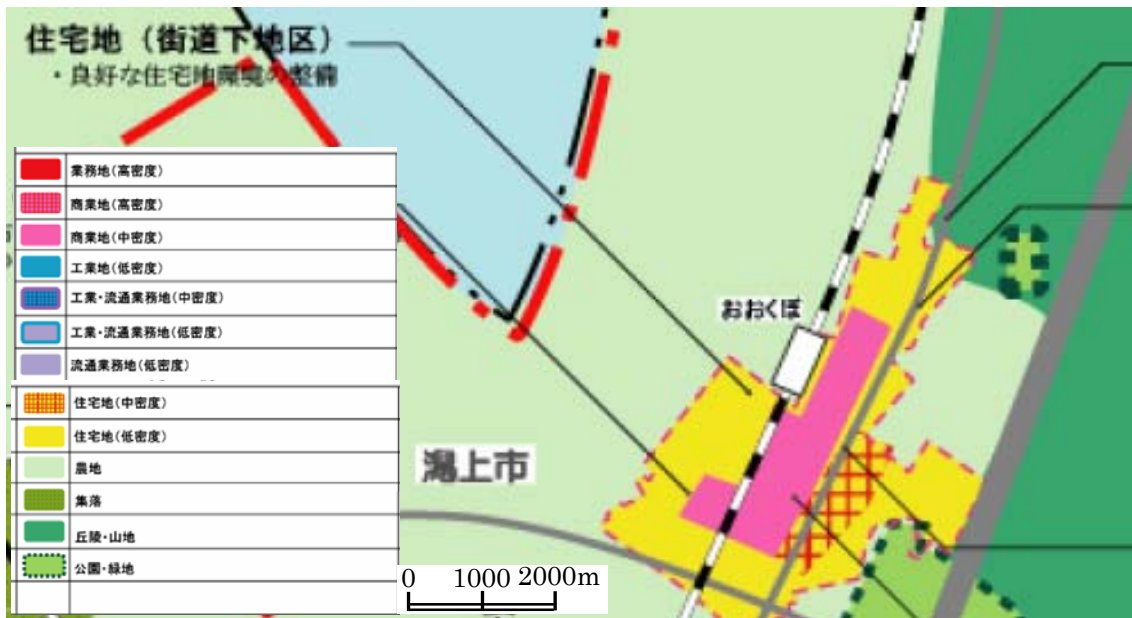 住宅地（街道下地区）
・良好な住宅地環境の整備
業務地(高密度)
商業地(高密度)
商業地(中密度)
工業地(低密度)
工業・流通業務地(中密度)
工業・流通業務地(低密度)
流通業務地(低密度)
住宅地(中密度)
住宅地(低密度)
農地
集落
丘陵・山地
公園・緑地
おおくぼ
潟上市
0 1000 2000m